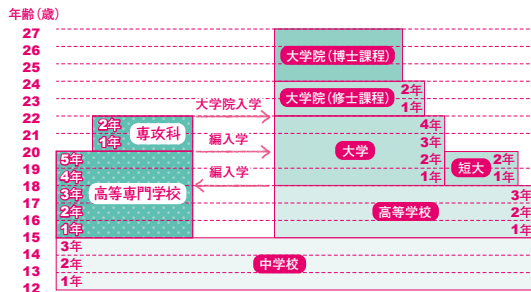 年齢(歳)
27
26
25
24
23
22
21
20
19
18
17
16
15
14
13
12
大学院(博士課程)
大学院(修士課程)
2年
1年
大学院入学
編入学
編入学
2年
1年
専攻科
5年
4年
3年
2年
1年
高等専門学校
4年
3年
2年
1年
大学
短大
2年
1年
高等学校
3年
2年
1年
3年
2年
1年
中学校